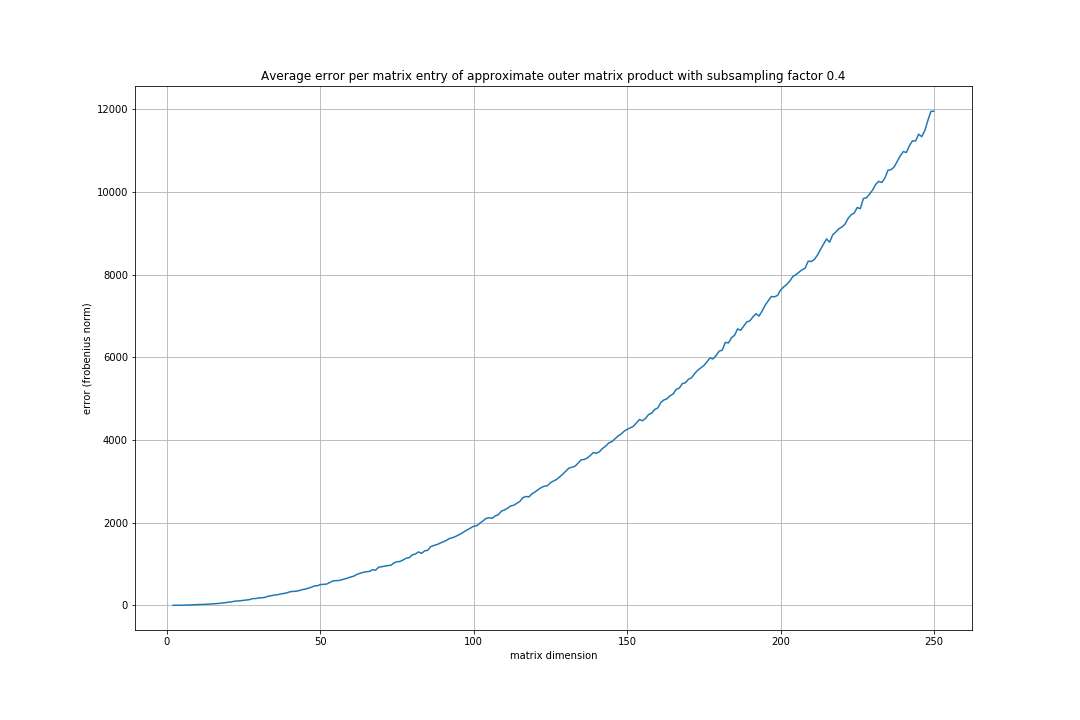 Average error per matrix entry of approximate outer matrix product with subsampling factor 0.4
12000
10000
8000
6000
4000
2000
0
error (frobenius norm)
0 50 100 150 200 250
matrix dimension